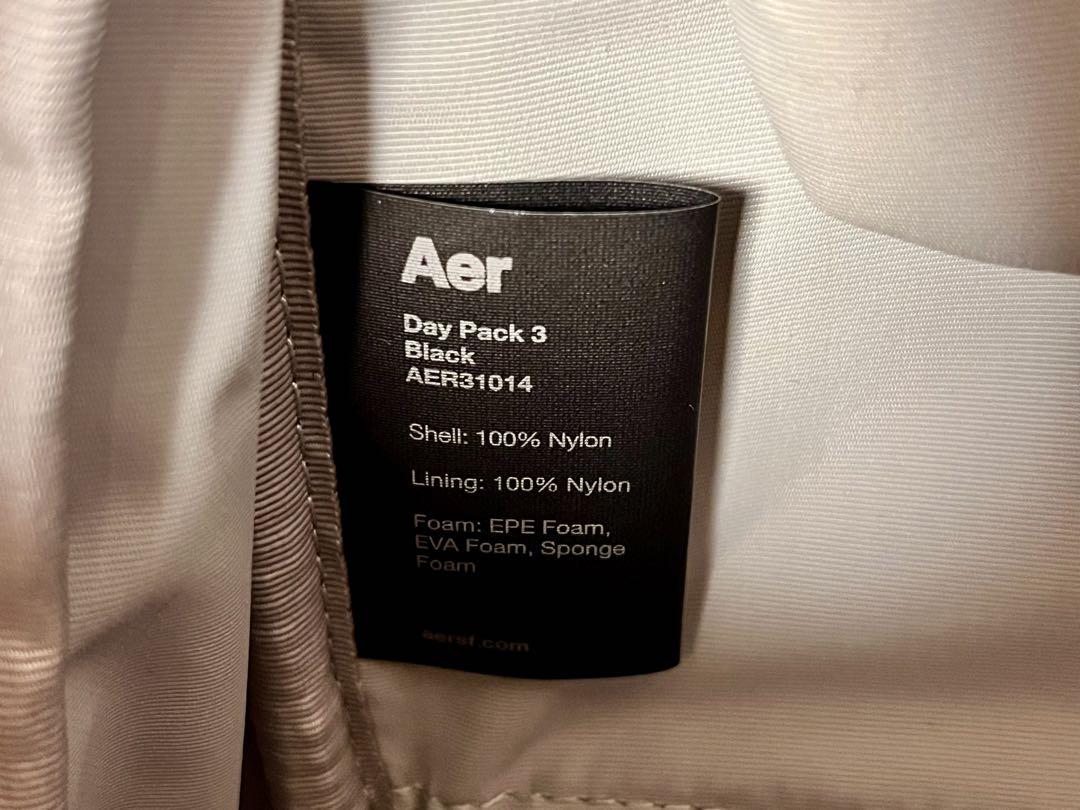 Aer
Day Pack 3
Black
AER31014
Shell: 100% Nylon
Lining: 100% Nylon
Foam: EPE Foam,
EVA Foam, Sponge
Foam
aersf.com